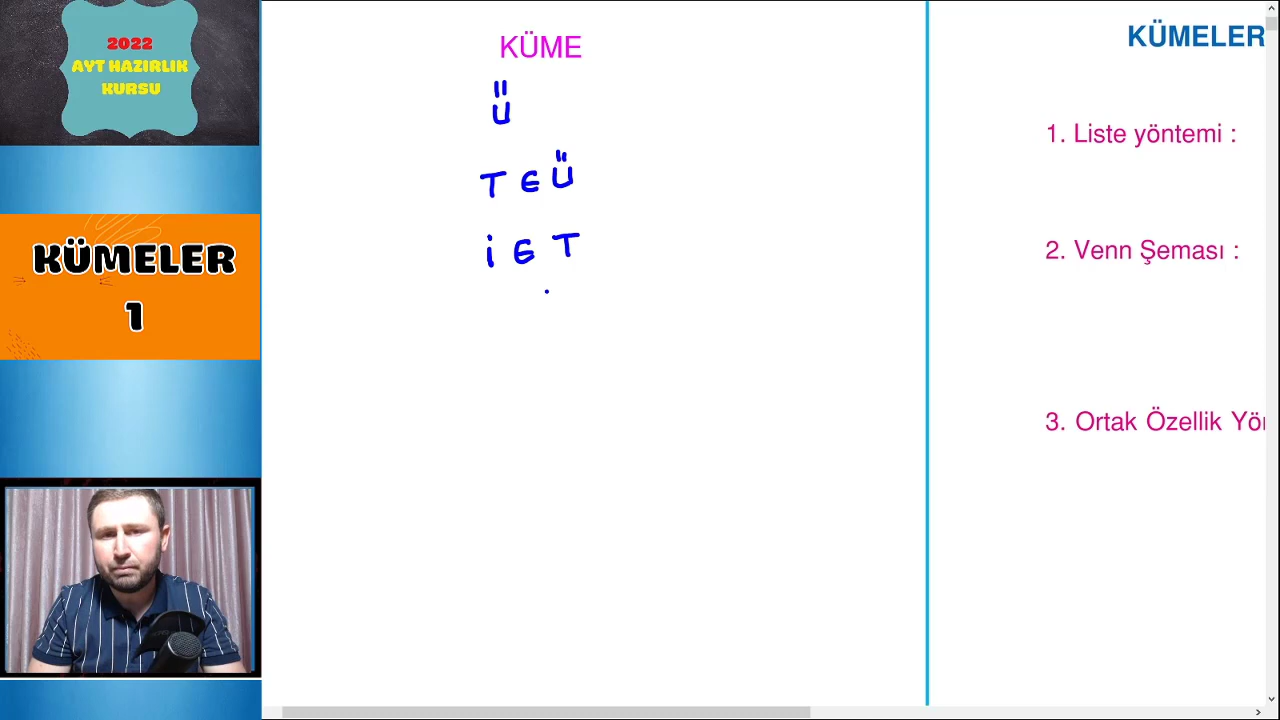 2022
AYT HAZIRLIK
KURSU
KÜMELER
1
KÜME
Ü
T ∈ Ü
İ ∈ T
KÜMELER
1. Liste yöntemi :
2. Venn Şeması :
3. Ortak Özellik Yö